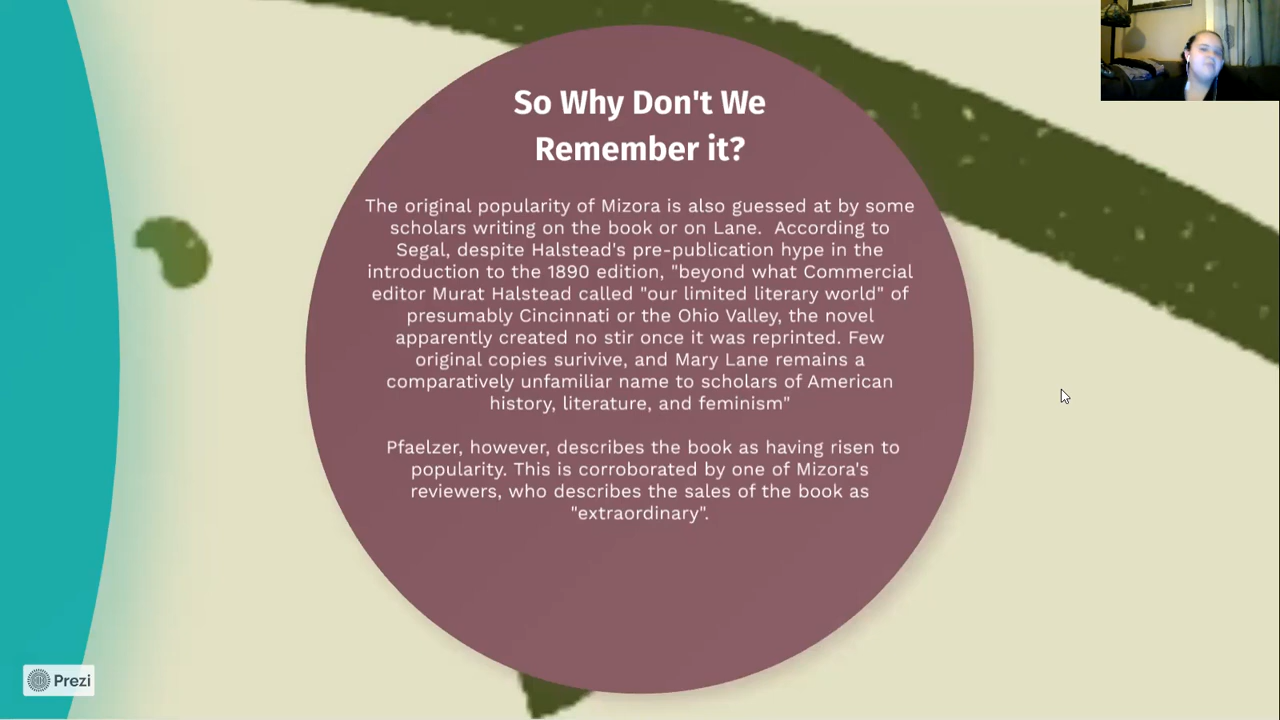 So Why Don't We
Remember it?
The original popularity of Mizora is also guessed at by some
scholars writing on the book or on Lane.  According to
Segal, despite Halstead's pre-publication hype in the
introduction to the 1890 edition, "beyond what Commercial
editor Murat Halstead called "our limited literary world" of
presumably Cincinnati or the Ohio Valley, the novel
apparently created no stir once it was reprinted. Few
original copies surivive, and Mary Lane remains a
comparatively unfamiliar name to scholars of American
history, literature, and feminism"
Pfaelzer, however, describes the book as having risen to
popularity. This is corroborated by one of Mizora's
reviewers, who describes the sales of the book as
"extraordinary".
Prezi